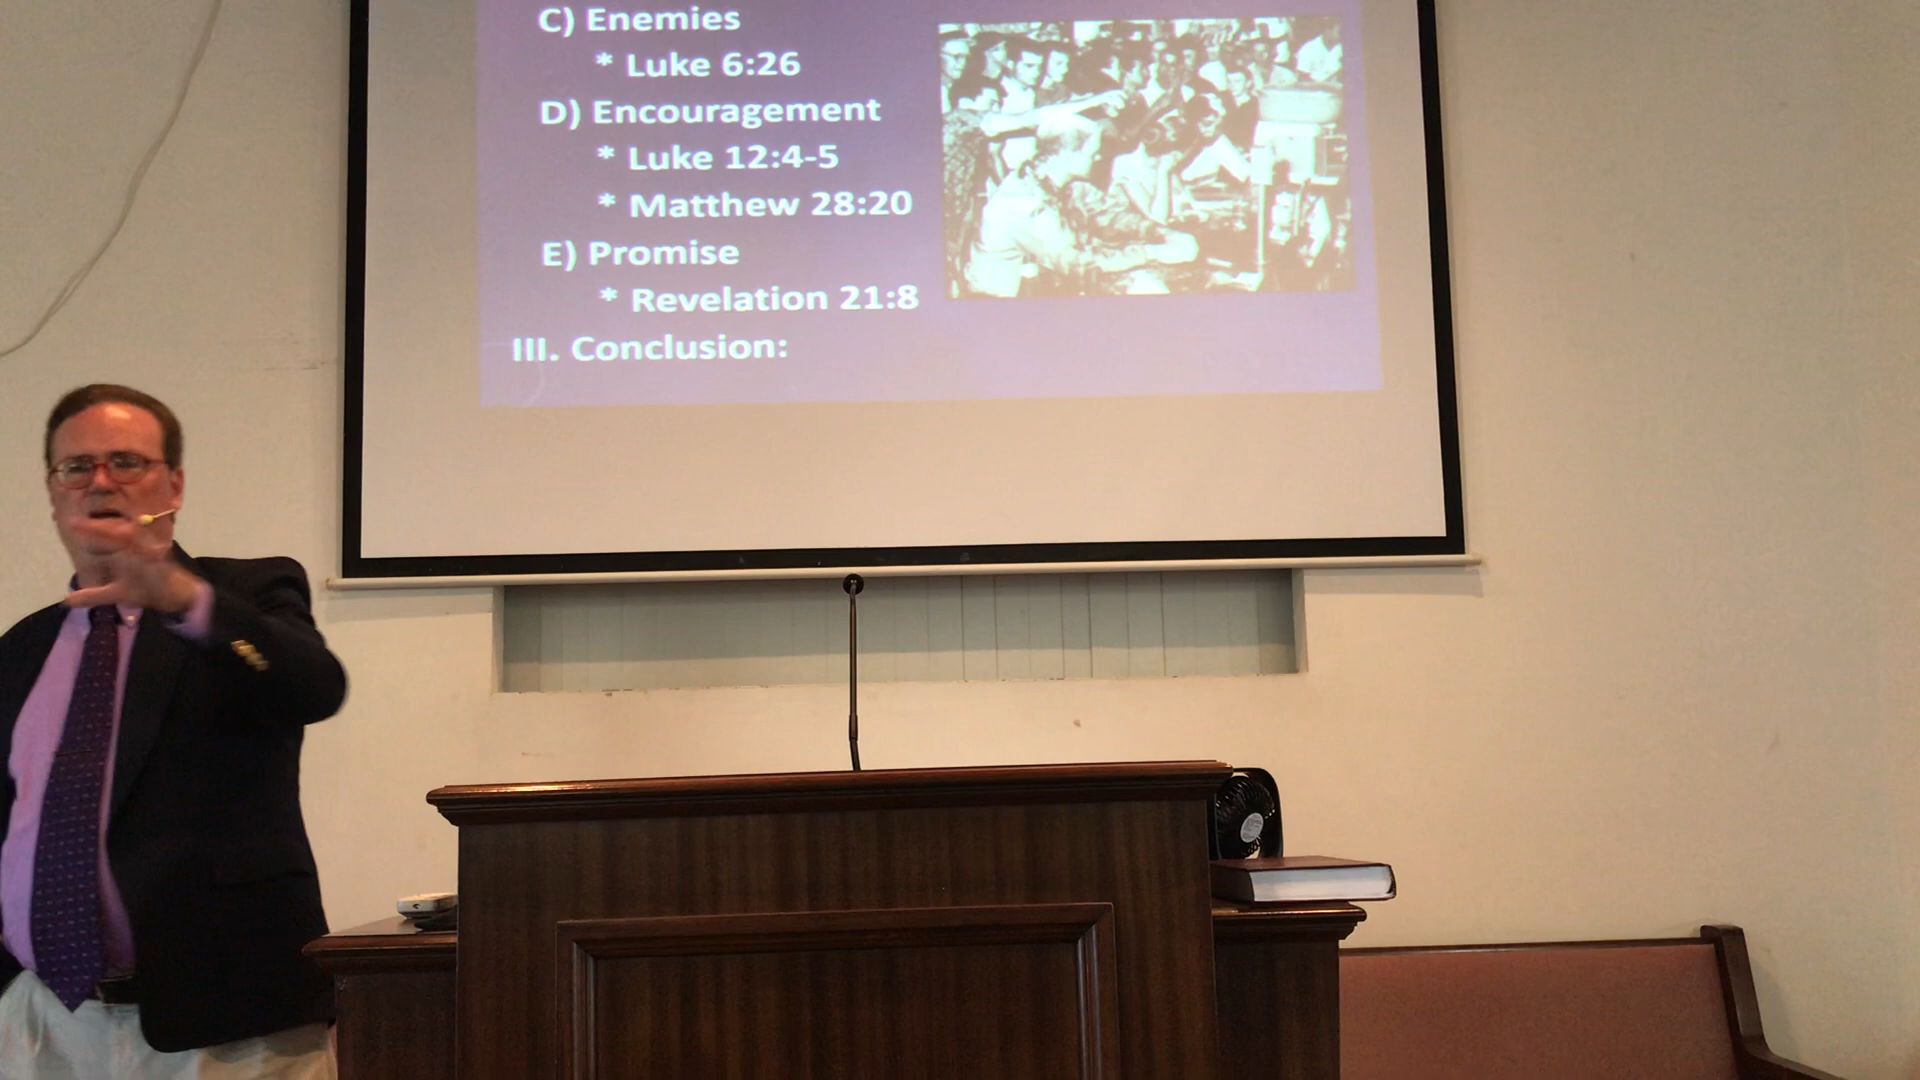 C) Enemies
* Luke 6:26
D) Encouragement
* Luke 12:4-5
* Matthew 28:20
E) Promise
* Revelation 21:8
III. Conclusion: